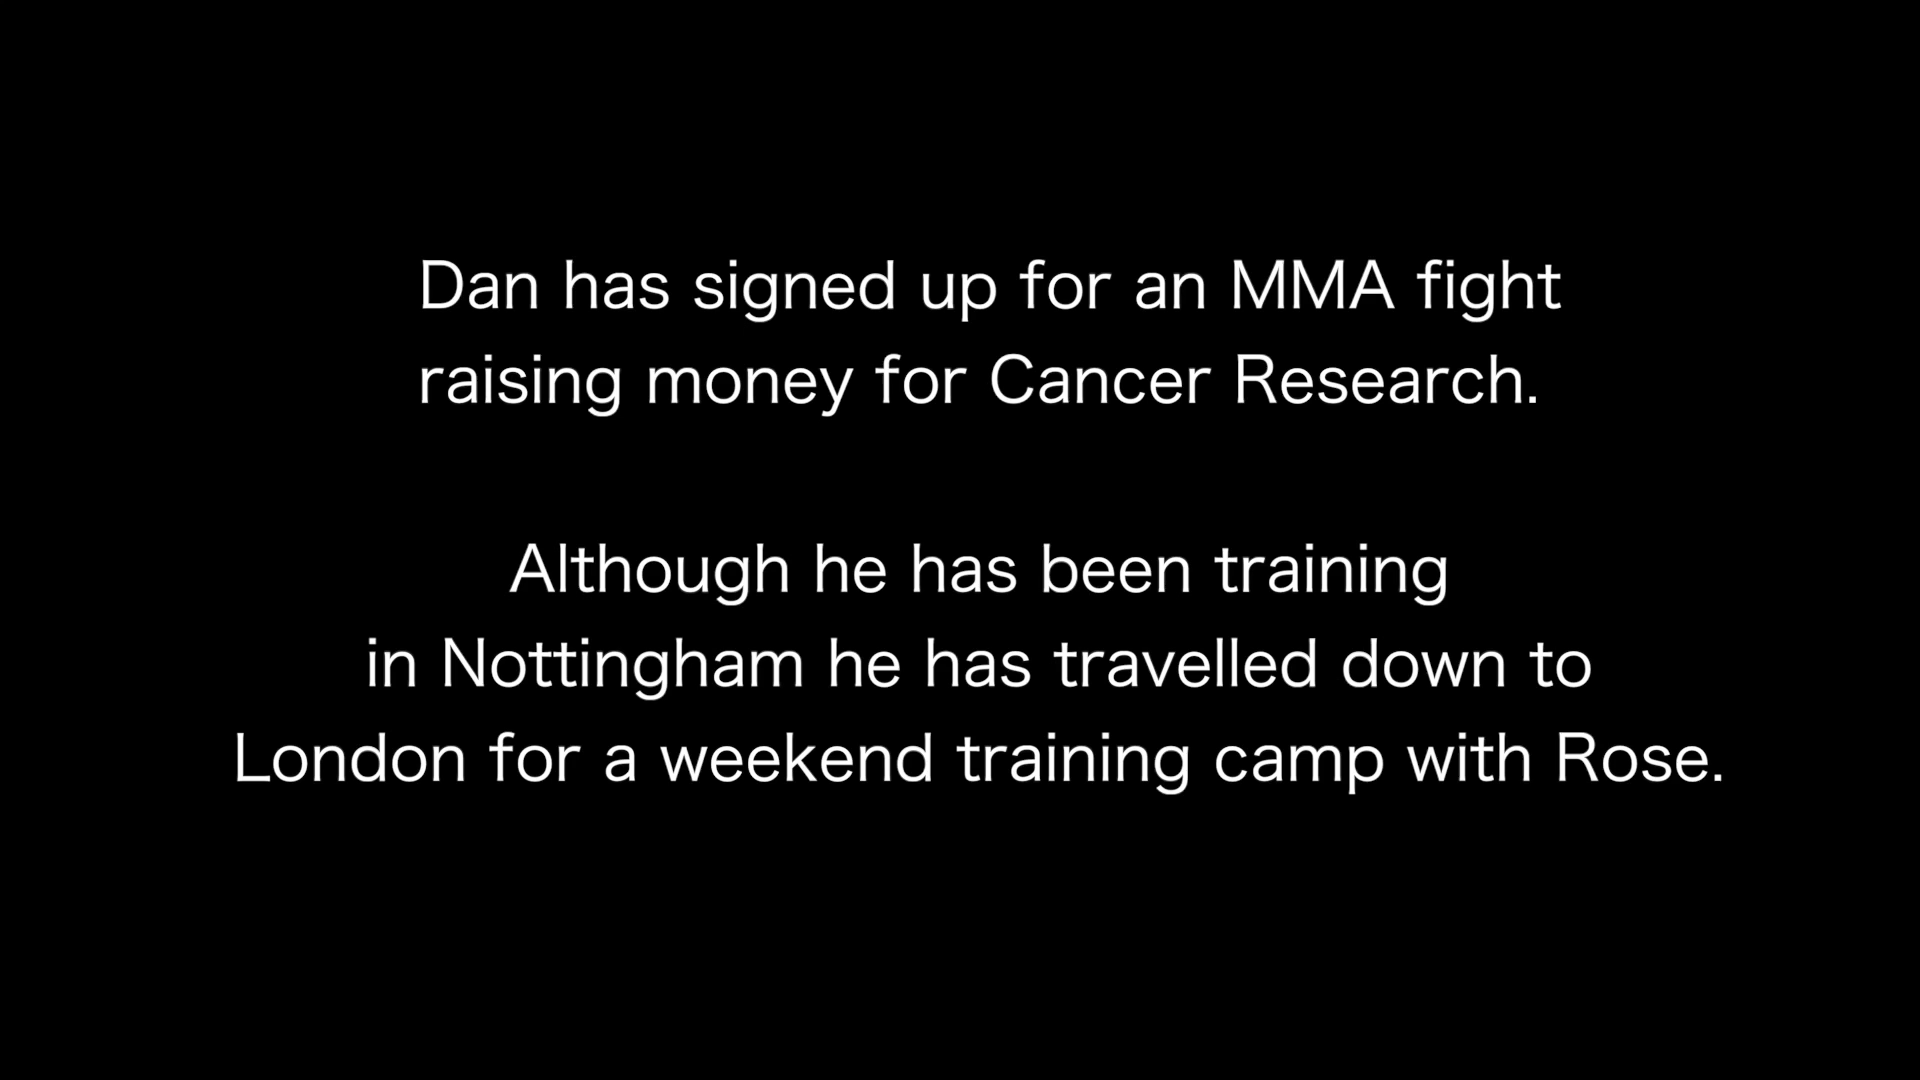 Dan has signed up for an MMA fight
raising money for Cancer Research.
Although he has been training
in Nottingham he has travelled down to
London for a weekend training camp with Rose.